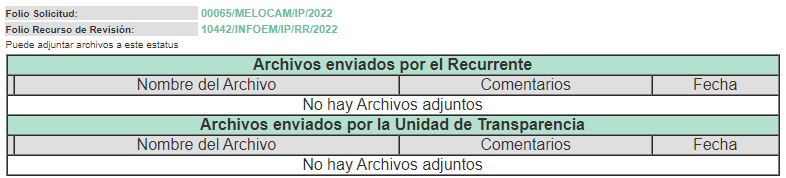 Folio Solicitud: 00065/MELOCAM/IP/2022
Folio Recurso de Revisión: 10442/INFOEM/IP/RR/2022
Puede adjuntar archivos a este estatus
Archivos enviados por el Recurrente
Nombre del Archivo Comentarios Fecha
No hay Archivos adjuntos
Archivos enviados por la Unidad de Transparencia
Nombre del Archivo Comentarios Fecha
No hay Archivos adjuntos